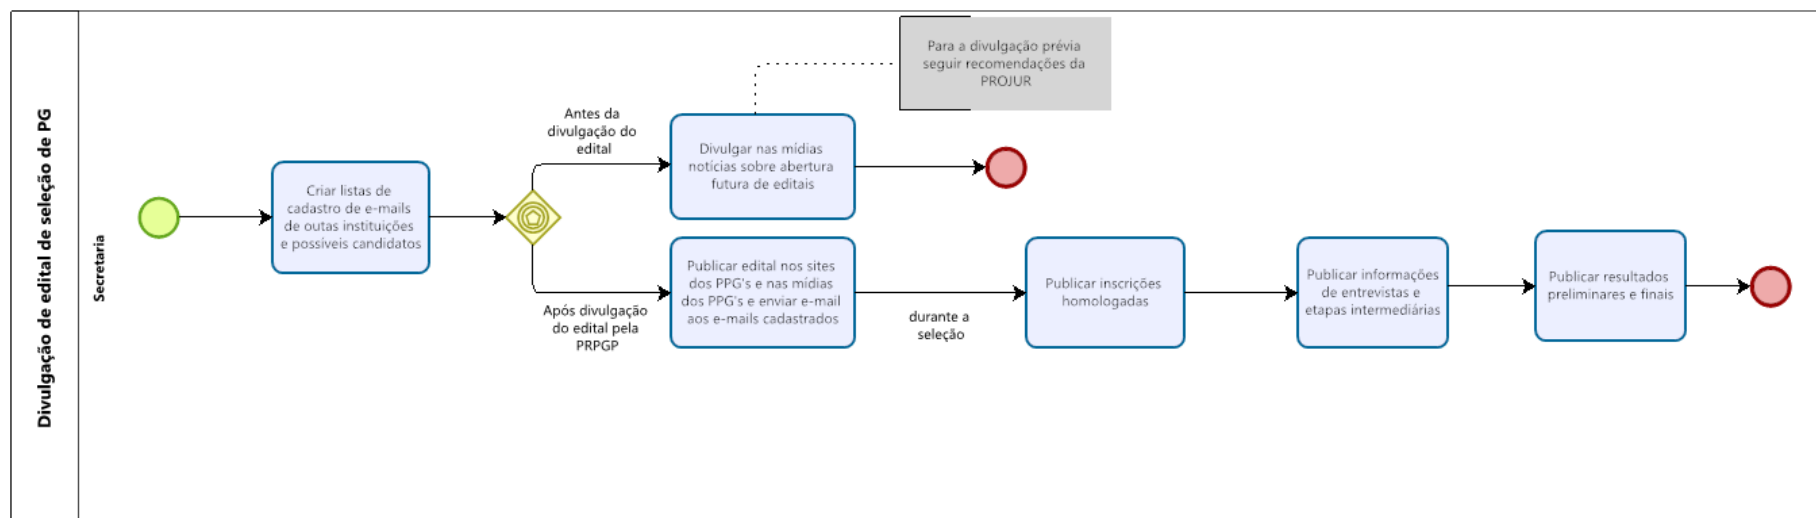 Divulgação de edital de seleção de PG
Secretaria
Criar listas de
cadastro de e-mails
de outas instituições
e possíveis candidatos
Antes da
divulgação do
edital
Divulgar nas mídias
notícias sobre abertura
futura de editais
Para a divulgação prévia
seguir recomendações da
PROJUR
Após divulgação
do edital pela
PRPGP
Publicar edital nos sites
dos PPG's e nas mídias
dos PPG's e enviar e-mail
aos e-mails cadastrados
durante a
seleção
Publicar inscrições
homologadas
Publicar informações
de entrevistas e
etapas intermediárias
Publicar resultados
preliminares e finais